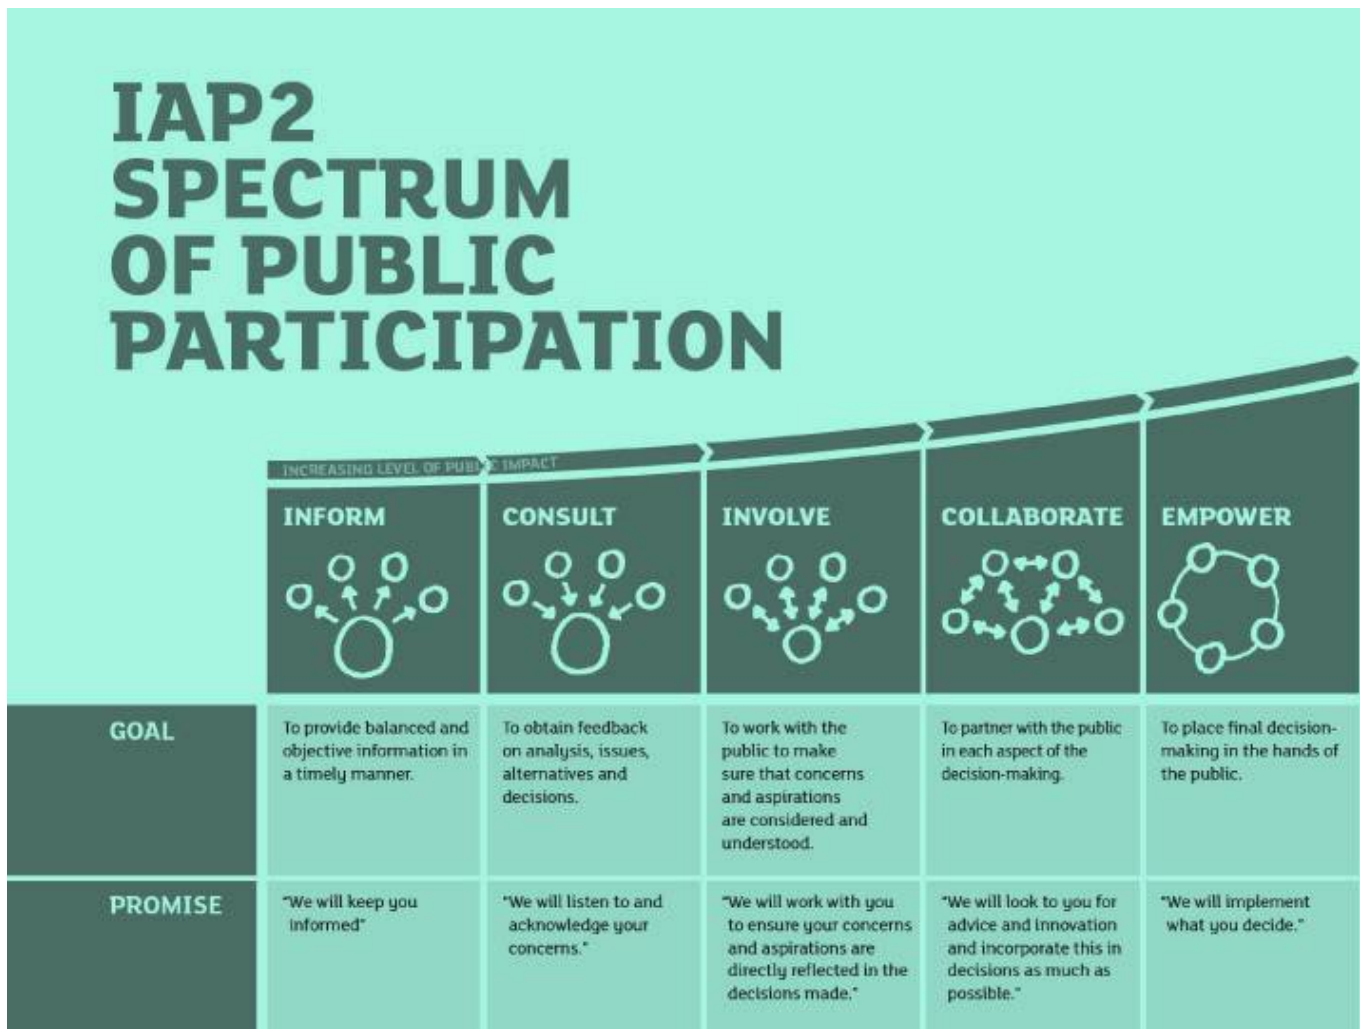 IAP2
SPECTRUM
OF PUBLIC
PARTICIPATION
INCREASING LEVEL OF PUBLIC IMPACT
INFORM
CONSULT
INVOLVE
COLLABORATE
EMPOWER
GOAL
To provide balanced and
objective information in
a timely manner.
To obtain feedback
on analysis, issues,
alternatives and
decisions.
To work with the
public to make
sure that concerns
and aspirations
are considered and
understood.
To partner with the public
in each aspect of the
decision-making.
To place final decision-
making in the hands of
the public.
PROMISE
"We will keep you
informed"
"We will listen to and
acknowledge your
concerns."
"We will work with you
to ensure your concerns
and aspirations are
directly reflected in the
decisions made."
"We will look to you for
advice and innovation
and incorporate this in
decisions as much as
possible."
"We will implement
what you decide."